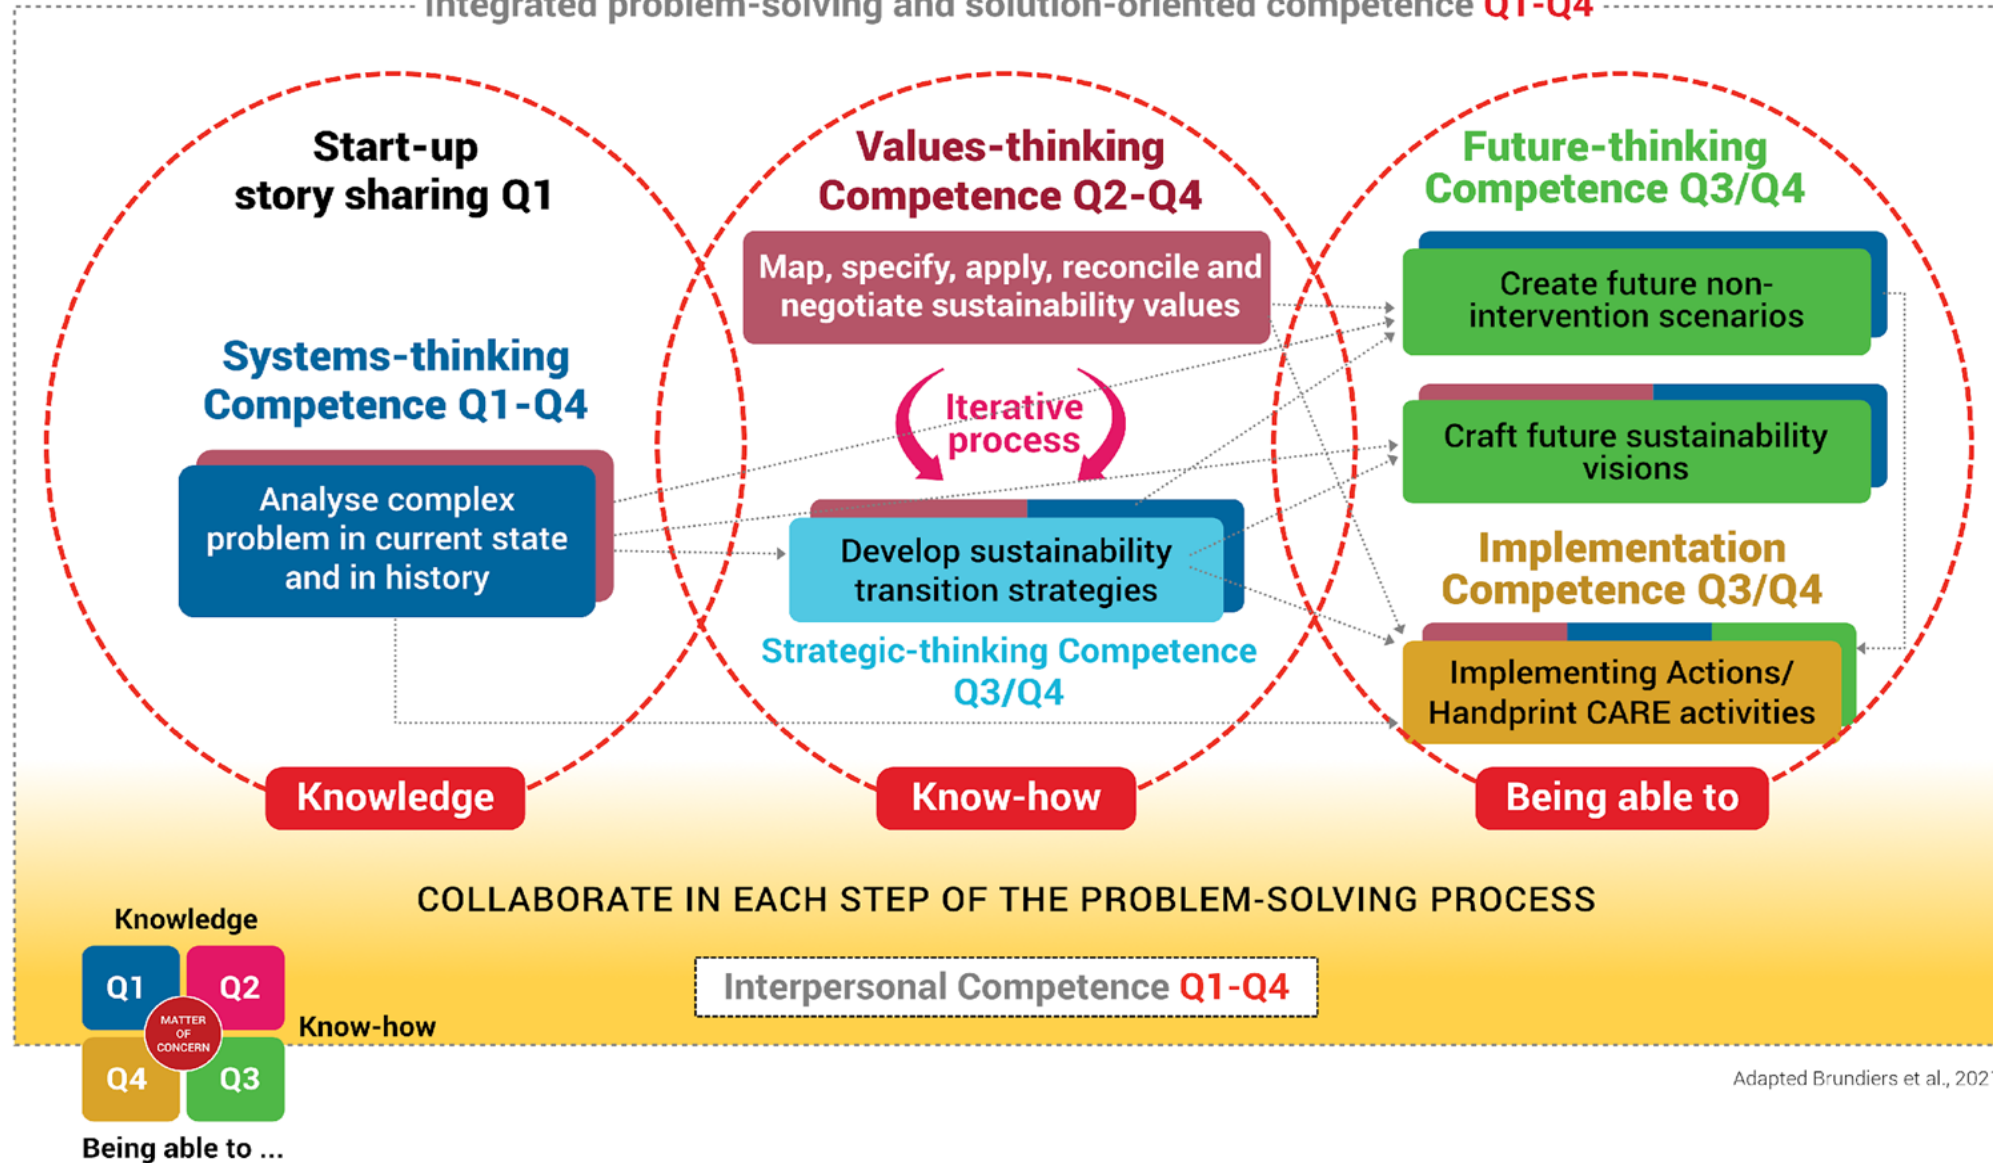 Integrated problem-solving and solution-oriented competence Q1-Q4
Start-up
story sharing Q1
Systems-thinking
Competence Q1-Q4
Analyse complex
problem in current state
and in history
Knowledge
Values-thinking
Competence Q2-Q4
Map, specify, apply, reconcile and
negotiate sustainability values
Iterative
process
Develop sustainability
transition strategies
Strategic-thinking Competence
Q3/Q4
Know-how
Future-thinking
Competence Q3/Q4
Create future non-
intervention scenarios
Craft future sustainability
visions
Implementation
Competence Q3/Q4
Implementing Actions/
Handprint CARE activities
Being able to
COLLABORATE IN EACH STEP OF THE PROBLEM-SOLVING PROCESS
Interpersonal Competence Q1-Q4
Knowledge
Q1
Q2
MATTER
OF
CONCERN
Know-how
Q4
Q3
Being able to ...
Adapted Brundiers et al.,